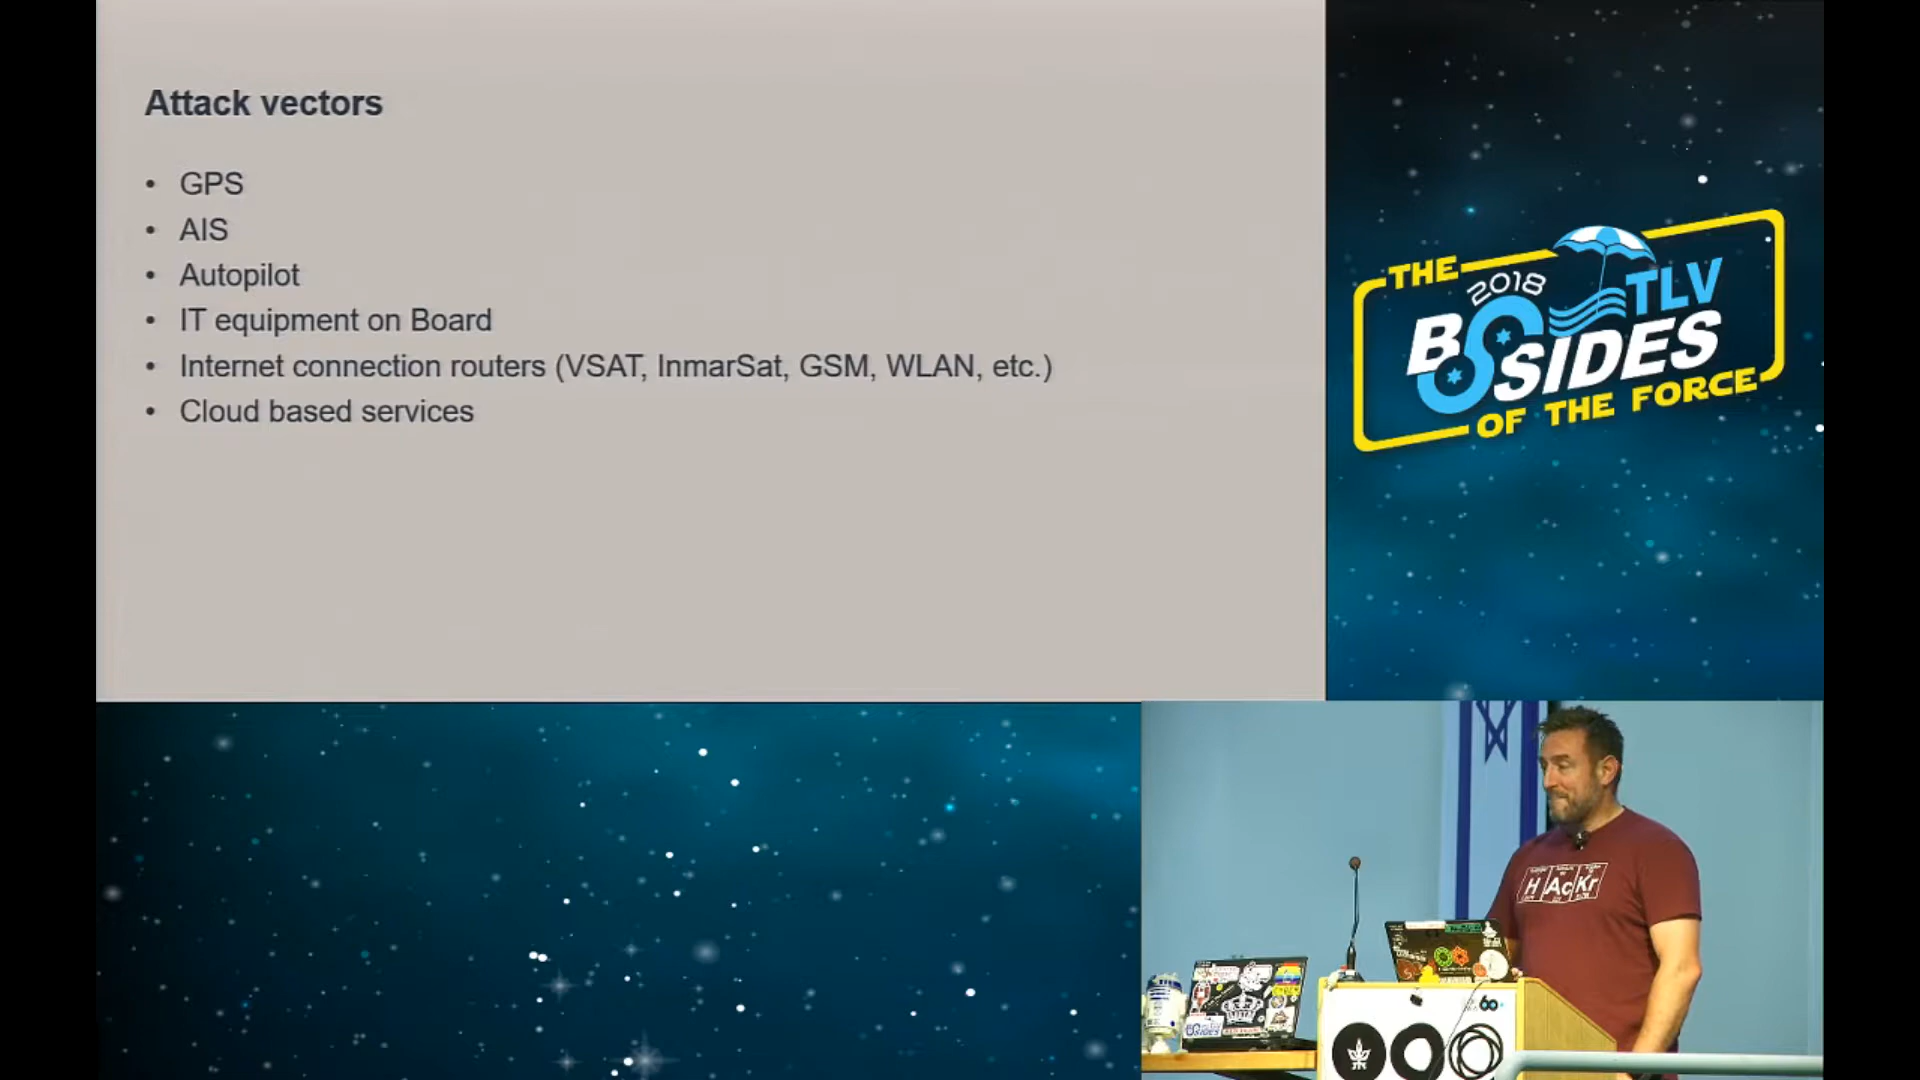 Attack vectors
• GPS
• AIS
• Autopilot
• IT equipment on Board
• Internet connection routers (VSAT, InmarSat, GSM, WLAN, etc.)
• Cloud based services
THE
2018
TLV
BSIDES
OF THE FORCE
H Ac Kr
60